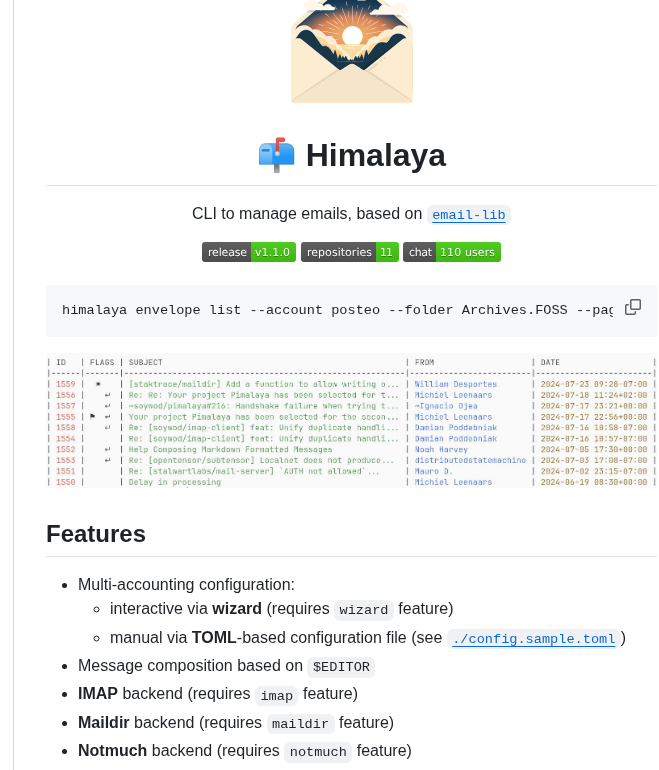 Himalaya
CLI to manage emails, based on email-lib
release v1.1.0 repositories 11 chat 110 users
himalaya envelope list --account posteo --folder Archives.FOSS --pag
| ID | FLAGS | SUBJECT | FROM | DATE |
| 1559 | * | [staktrace/maildir] Add a function to allow writing o... | William Desportes | 2024-07-23 09:28-07:00 |
| 1556 | ↵ | Re: Re: Your project Pimalaya has been selected for t... | Michiel Leenaars | 2024-07-18 11:24+02:00 |
| 1557 | ↵ | ~soywod/pimalaya#216: Handshake failure when trying t... | ~Ignacio Ojea | 2024-07-17 23:21+00:00 |
| 1555 | ⚑ ↵ | Your project Pimalaya has been selected for the secon... | Michiel Leenaars | 2024-07-17 22:56+00:00 |
| 1558 | ↵ | Re: [soywod/imap-client] feat: Unify duplicate handli... | Damian Poddebniak | 2024-07-16 10:58-07:00 |
| 1554 | | Re: [soywod/imap-client] feat: Unify duplicate handli... | Damian Poddebniak | 2024-07-16 10:57-07:00 |
| 1552 | ↵ | Help Composing Markdown Formatted Messages | Noah Harvey | 2024-07-05 17:30+00:00 |
| 1553 | ↵ | Re: [opentensor/subtensor] Localnet does not produce... | distributedstatemachine | 2024-07-03 17:08-07:00 |
| 1551 | | Re: [stalwartlabs/mail-server] `AUTH not allowed`... | Mauro D. | 2024-07-02 23:15-07:00 |
| 1550 | | Delay in processing | Michiel Leenaars | 2024-06-19 08:30+00:00 |
Features
Multi-accounting configuration:
interactive via wizard (requires wizard feature)
manual via TOML-based configuration file (see ./config.sample.toml )
Message composition based on $EDITOR
IMAP backend (requires imap feature)
Maildir backend (requires maildir feature)
Notmuch backend (requires notmuch feature)